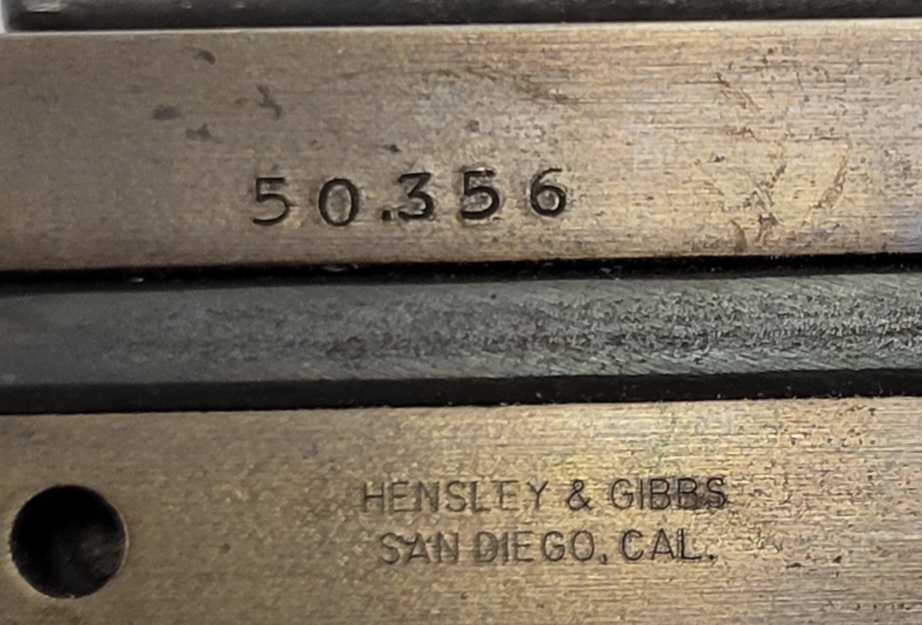 50.356
HENSLEY & GIBBS
SAN DIEGO, CAL.